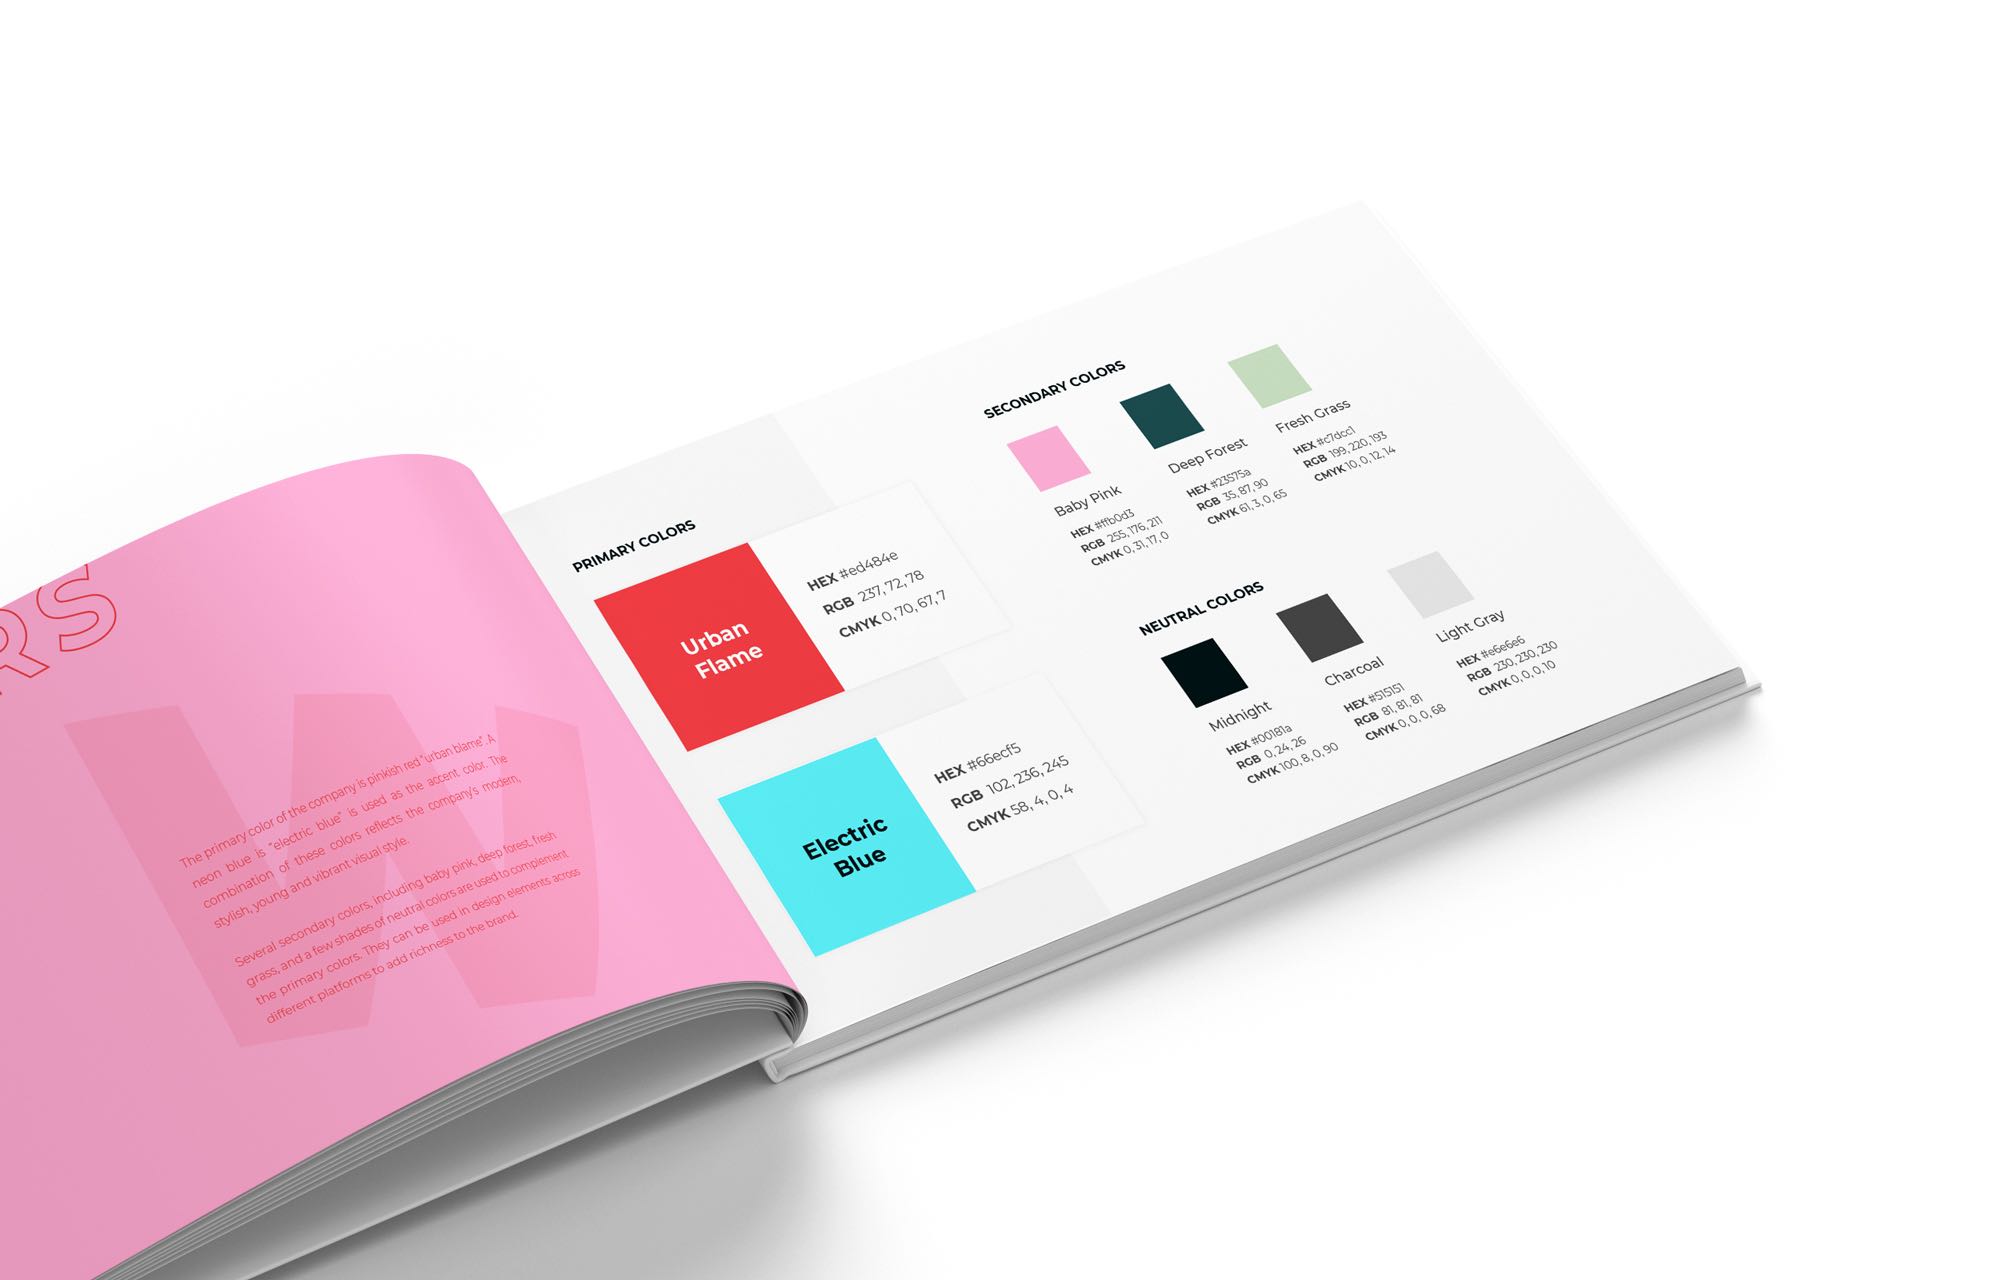 RS
W
The primary color of the company is pinkish red "urban blame". A
neon blue is "electric blue" is used as the accent color. The
combination of these colors reflects the company's modern,
stylish, young and vibrant visual style.
Several secondary colors, including baby pink, deep forest, fresh
grass, and a few shades of neutral colors are used to complement
the primary colors. They can be used in design elements across
different platforms to add richness to the brand.
PRIMARY COLORS
Urban
Flame
HEX #ed484e
RGB 237, 72, 78
CMYK 0, 70, 67, 7
Electric
Blue
HEX #66ecf5
RGB 102, 236, 245
CMYK 58, 4, 0, 4
SECONDARY COLORS
Baby Pink
HEX #ffb0d3
RGB 255, 176, 211
CMYK 0, 31, 17, 0
Deep Forest
HEX #23575a
RGB 35, 87, 90
CMYK 61, 3, 0, 65
Fresh Grass
HEX #c7dcc1
RGB 199, 220, 193
CMYK 10, 0, 12, 14
NEUTRAL COLORS
Midnight
HEX #00181a
RGB 0, 24, 26
CMYK 100, 8, 0, 90
Charcoal
HEX #515151
RGB 81, 81, 81
CMYK 0, 0, 0, 68
Light Gray
HEX #e6e6e6
RGB 230, 230, 230
CMYK 0, 0, 0, 10